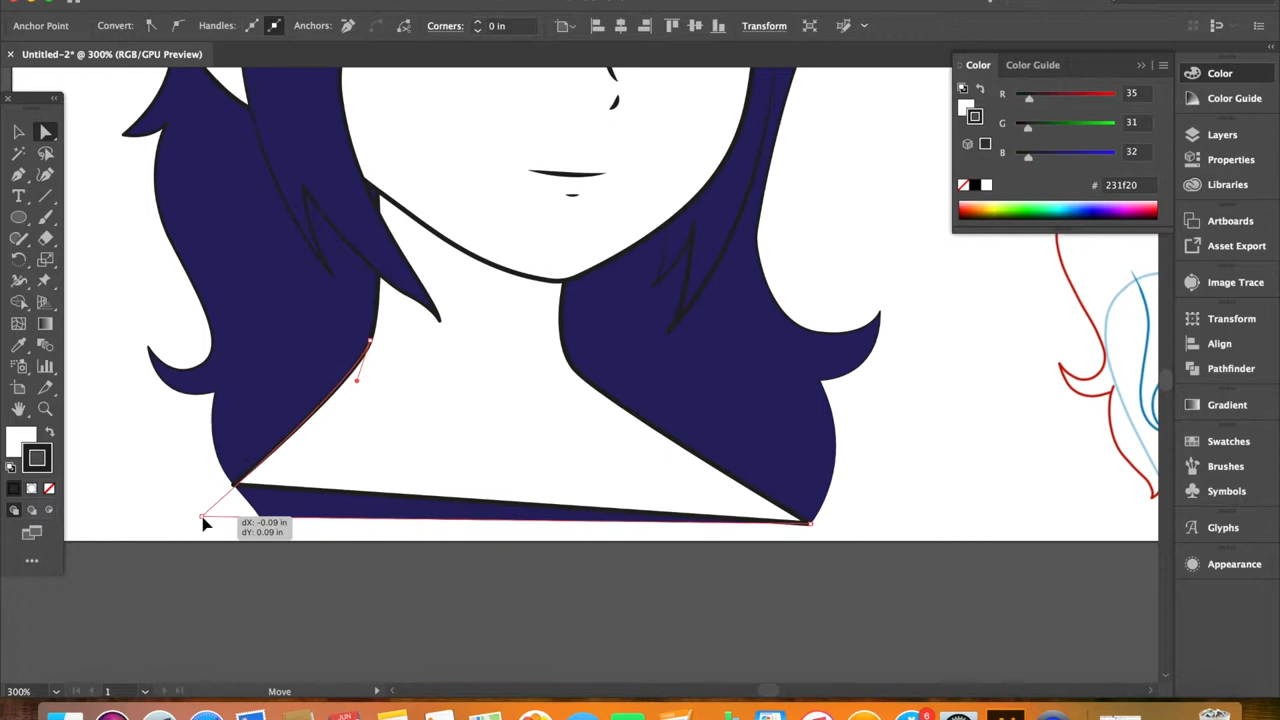 Anchor Point Convert: Handles: Anchors: Corners: 0 in Transform
× Untitled-2* @ 300% (RGB/GPU Preview)
Color Color Guide
R 35
G 31
B 32
# 231f20
Color
Color Guide
Layers
Properties
Libraries
Artboards
Asset Export
Image Trace
Transform
Align
Pathfinder
Gradient
Swatches
Brushes
Symbols
Glyphs
Appearance
dX: -0.09 in
dY: 0.09 in
300% 1 Move
JUN 6